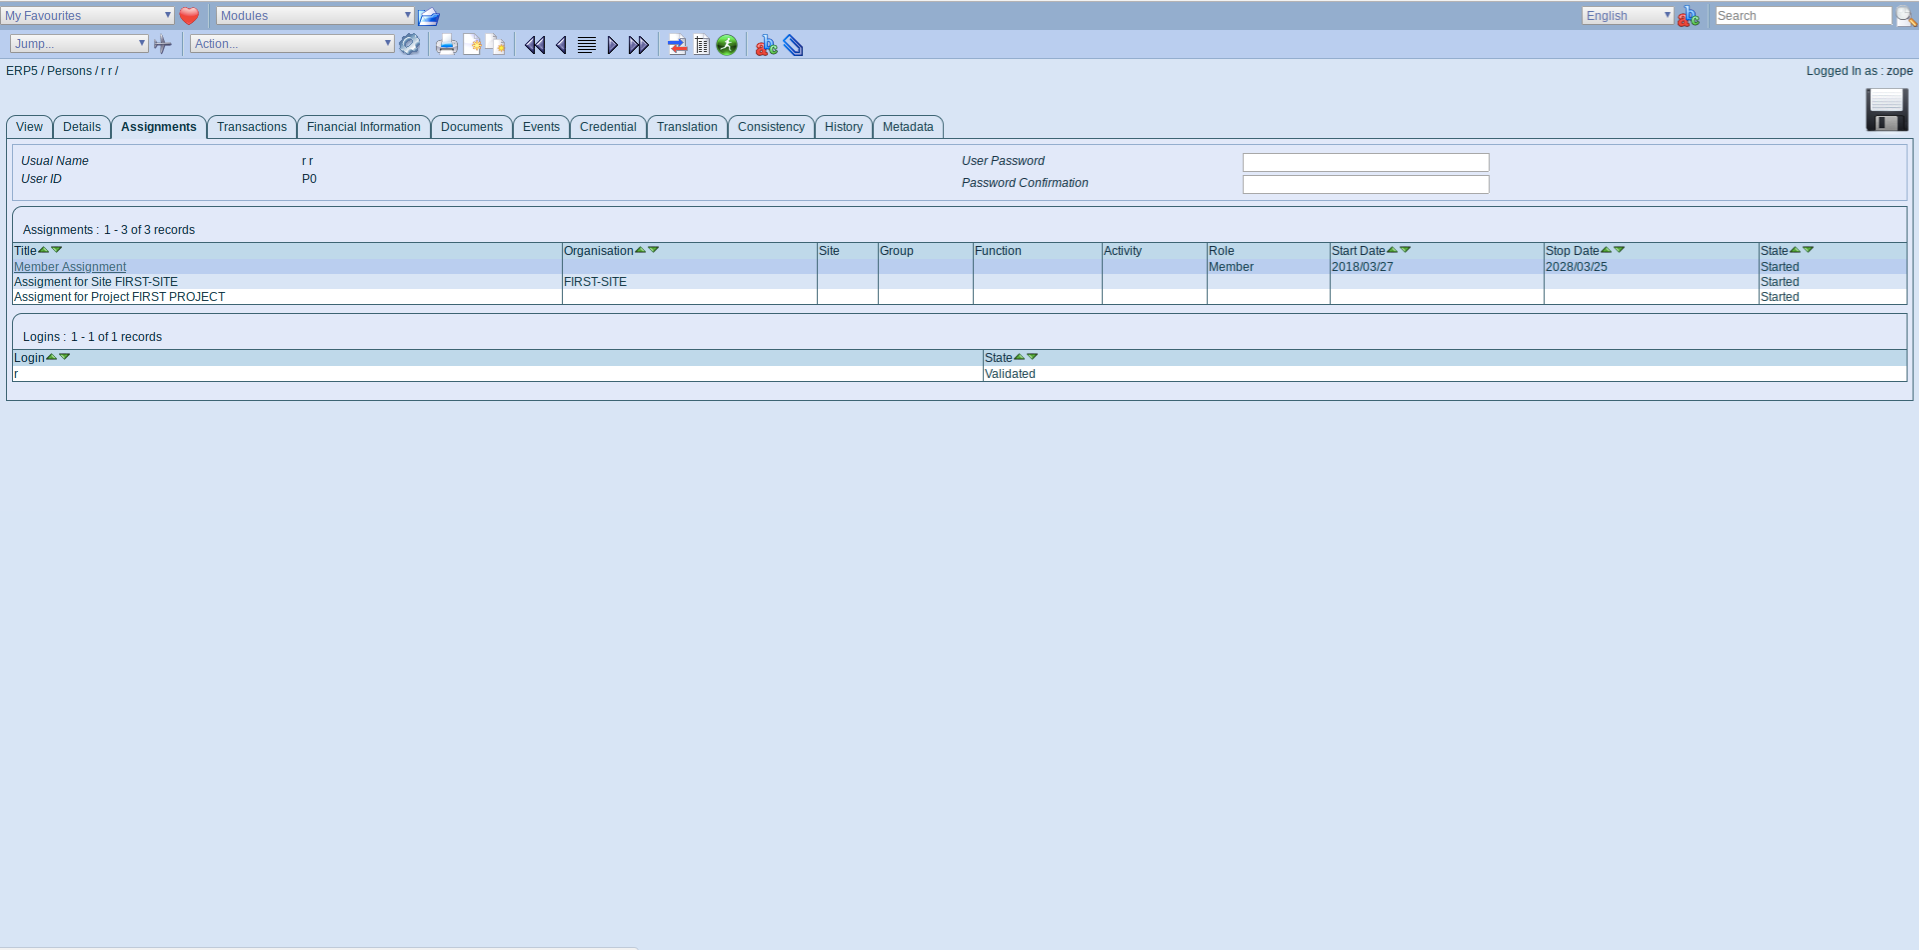 My Favourites Modules English Search
Jump... Action...
ERP5 / Persons / r r / Logged In as : zope
View Details Assignments Transactions Financial Information Documents Events Credential Translation Consistency History Metadata
Usual Name r r User Password
User ID P0 Password Confirmation
Assignments : 1 - 3 of 3 records
Title Organisation Site Group Function Activity Role Start Date Stop Date State
Member Assignment Member 2018/03/27 2028/03/25 Started
Assigment for Site FIRST-SITE FIRST-SITE Started
Assigment for Project FIRST PROJECT Started
Logins : 1 - 1 of 1 records
Login State
r Validated